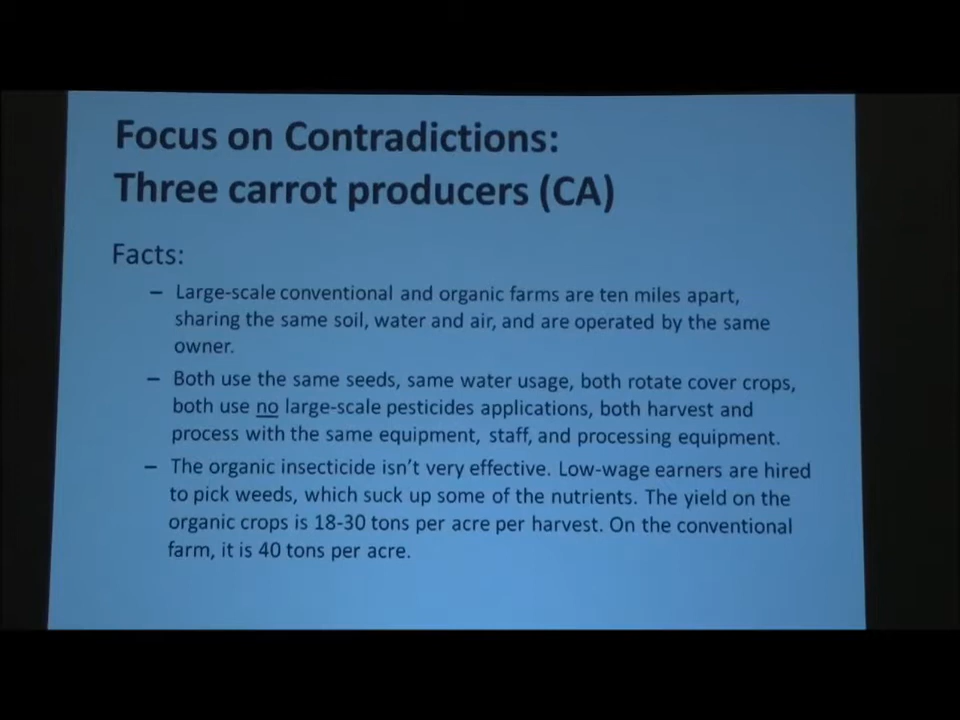 Focus on Contradictions:
Three carrot producers (CA)
Facts:
– Large-scale conventional and organic farms are ten miles apart,
sharing the same soil, water and air, and are operated by the same
owner.
– Both use the same seeds, same water usage, both rotate cover crops,
both use no large-scale pesticides applications, both harvest and
process with the same equipment, staff, and processing equipment.
– The organic insecticide isn't very effective. Low-wage earners are hired
to pick weeds, which suck up some of the nutrients. The yield on the
organic crops is 18-30 tons per acre per harvest. On the conventional
farm, it is 40 tons per acre.